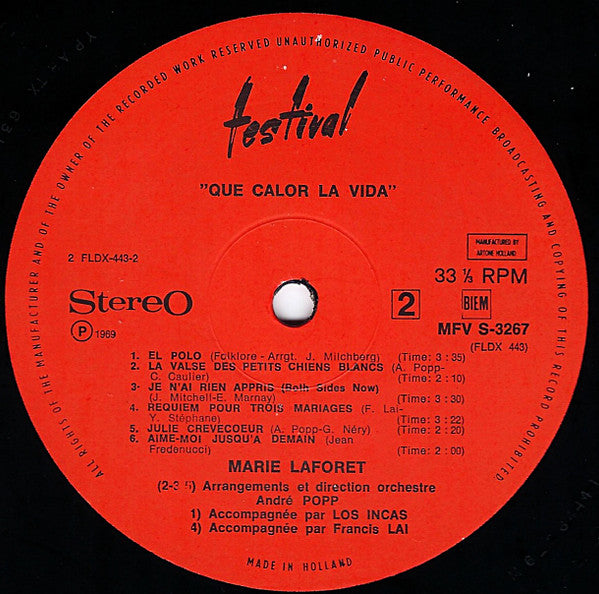 ALL RIGHTS OF THE MANUFACTURER AND OF THE OWNER OF THE RECORDED WORK RESERVED UNAUTHORIZED PUBLIC PERFORMANCE BROADCASTING AND COPYING OF THIS RECORD PROHIBITED
festival
"QUE CALOR LA VIDA"
2 FLDX-443-2
MANUFACTURED BY
ARTONE HOLLAND
33 ⅓ RPM
Stereo
2
BIEM
Ⓟ 1969
MFV S-3267
(FLDX 443)
1. EL POLO (Folklore - Arrgt. J. Milchberg) (Time: 3 : 35)
2. LA VALSE DES PETITS CHIENS BLANCS (A. Popp-
C. Caulier) (Time: 2 : 10)
3- JE N'AI RIEN APPRIS (Both Sides Now)
(J. Mitchell-E. Marnay) (Time: 3 : 30)
4. REQUIEM POUR TROIS MARIAGES (F. Lai-
Y. Stéphane) (Time: 3 : 22)
5. JULIE CREVECOEUR (A. Popp-G. Néry) (Time: 2 : 20)
6. AIME-MOI JUSQU'A DEMAIN (Jean
Fredenucci) (Time: 2 : 00)
MARIE LAFORET
(2-3 5) Arrangements et direction orchestre
André POPP
1) Accompagnée par LOS INCAS
4) Accompagnée par Francis LAI
MADE IN HOLLAND